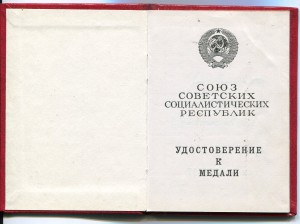 СОЮЗ
СОВЕТСКИХ
СОЦИАЛИСТИЧЕСКИХ
РЕСПУБЛИК
УДОСТОВЕРЕНИЕ
К
МЕДАЛИ